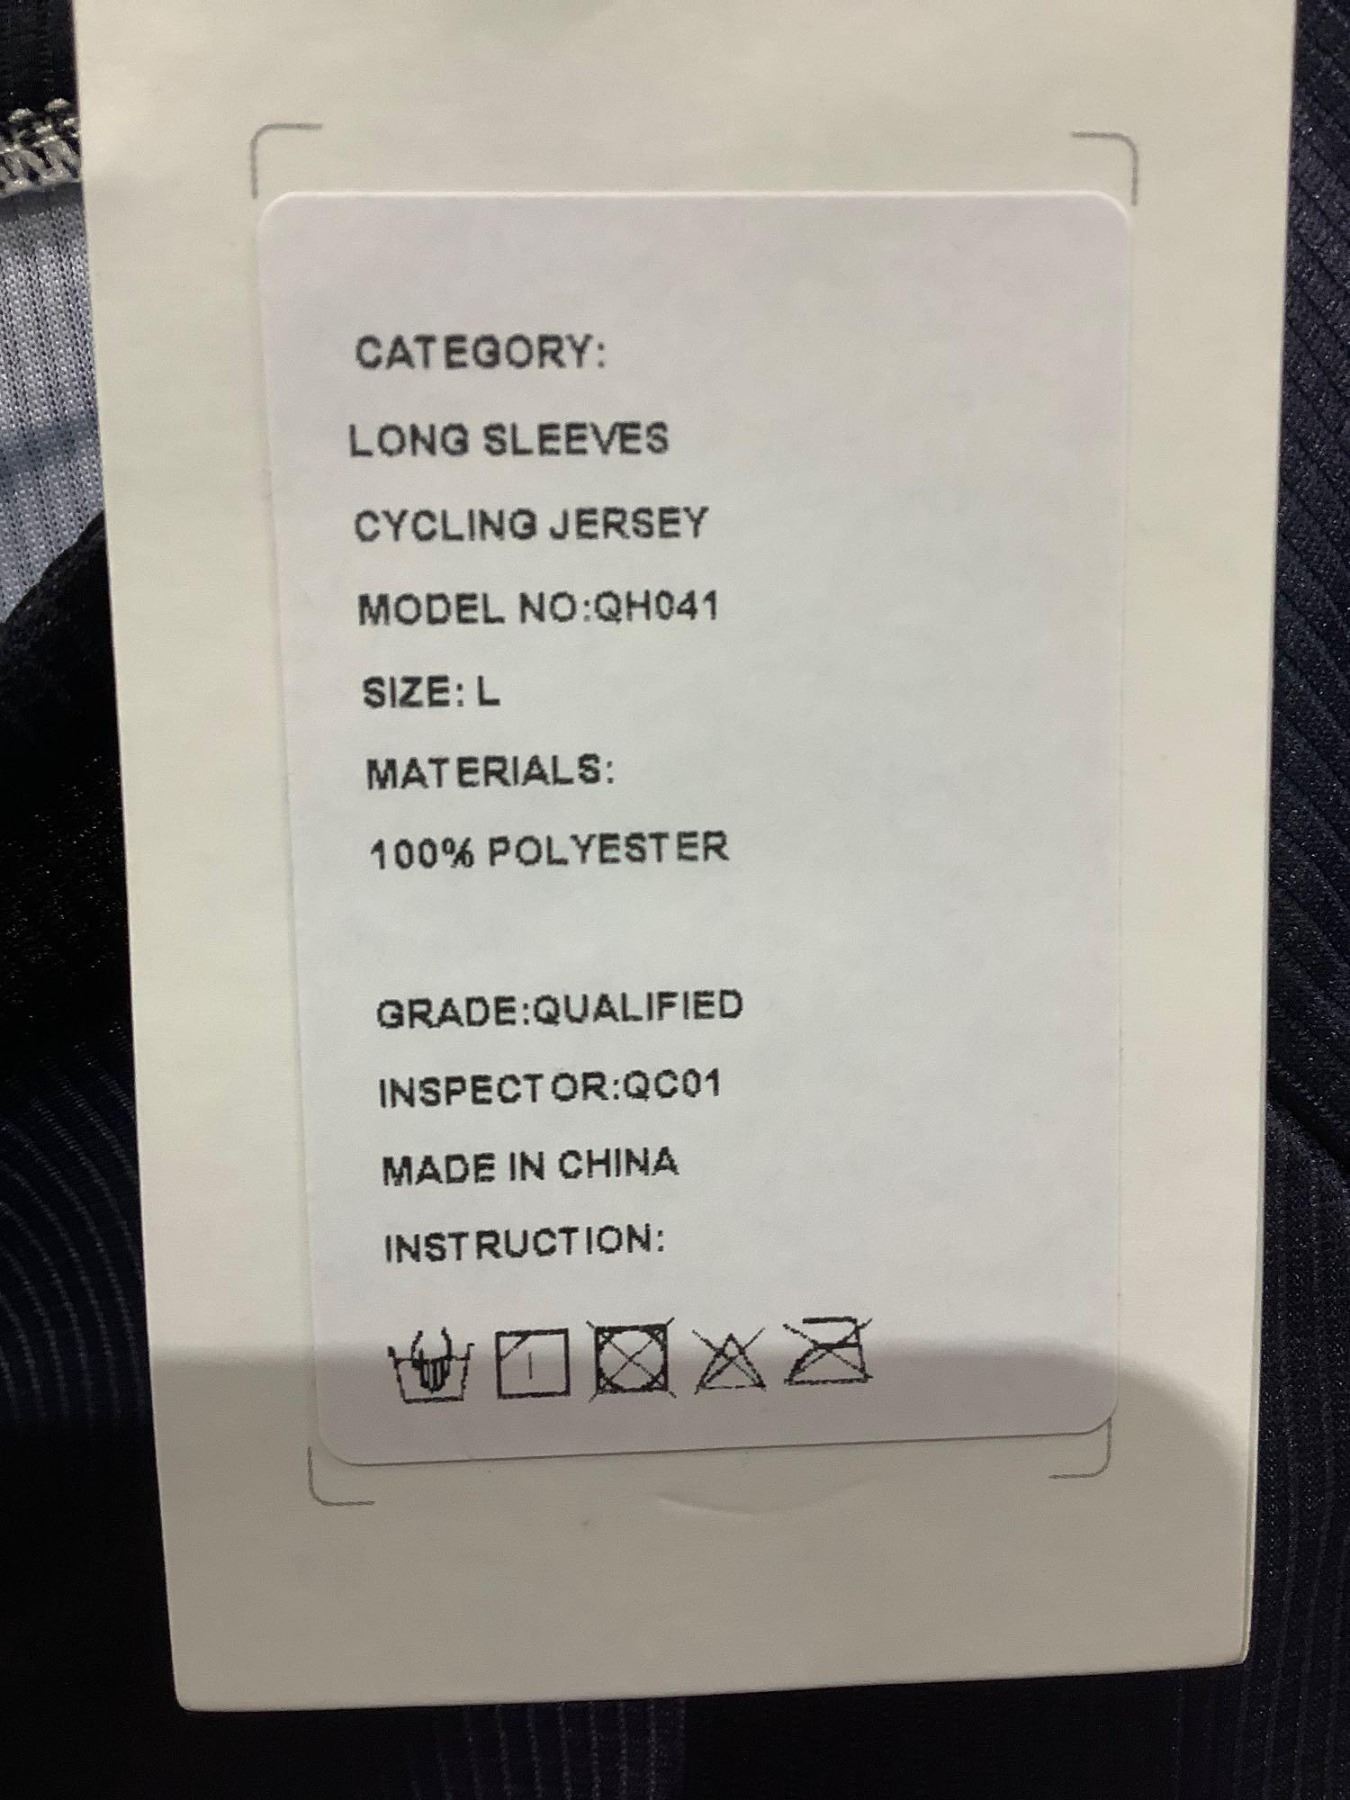 CATEGORY:
LONG SLEEVES
CYCLING JERSEY
MODEL NO:QH041
SIZE: L
MATERIALS:
100% POLYESTER
GRADE:QUALIFIED
INSPECTOR:QC01
MADE IN CHINA
INSTRUCTION: